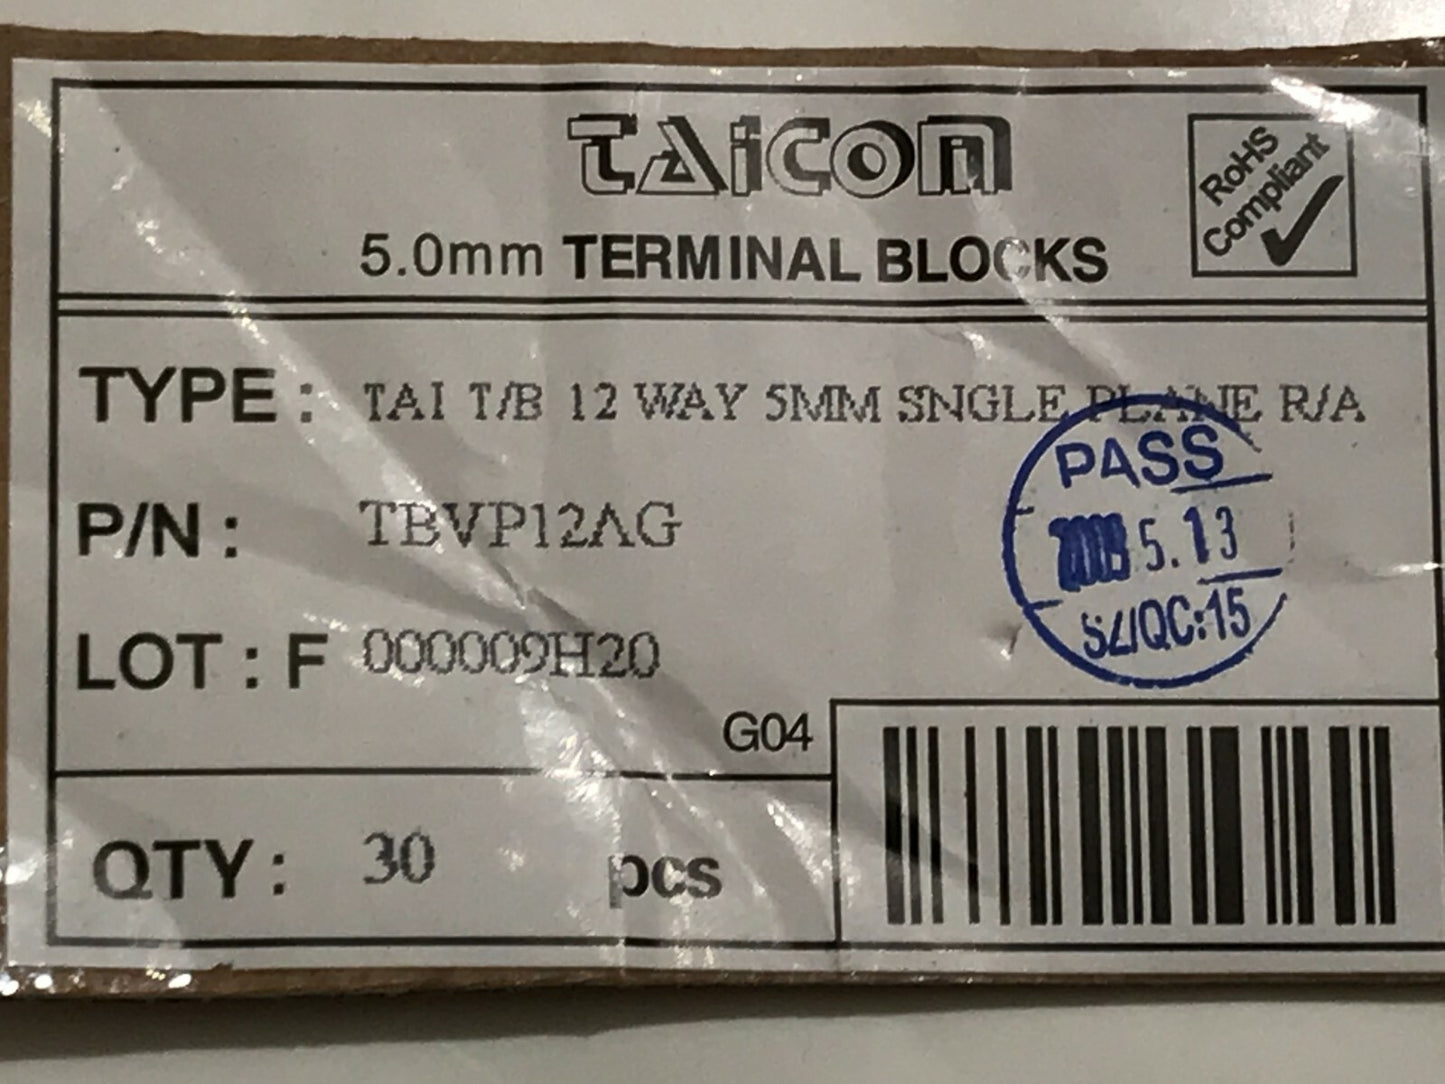 TAiCOn
RoHS
Compliant
5.0mm TERMINAL BLOCKS
TYPE : TAI T/B 12 WAY 5MM SNGLE PLANE R/A
P/N : TBVP12AG
LOT : F 000009H20
PASS
5.13
SZ/QC:15
G04
QTY : 30 pcs